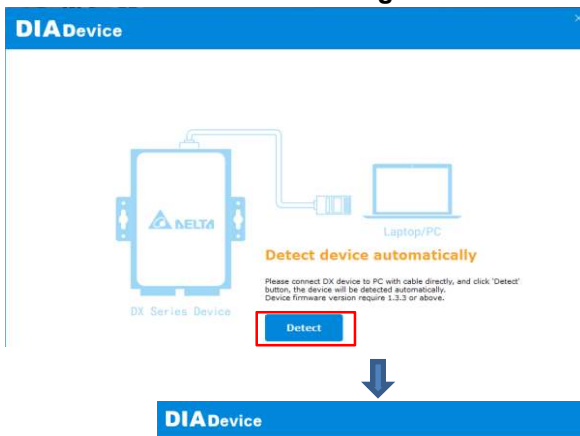 DIADevice
DELTA
Laptop/PC
DX Series Device
Detect device automatically
Please connect DX device to PC with cable directly, and click 'Detect'
button, the device will be detected automatically.
Device firmware version require 1.3.3 or above.
Detect
DIADevice